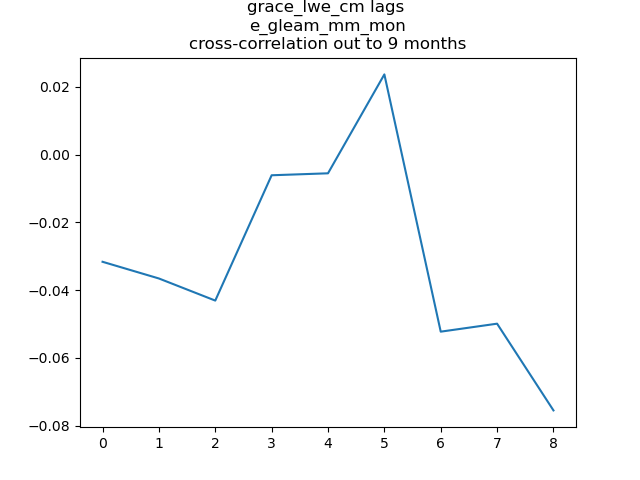 grace_lwe_cm lags
e_gleam_mm_mon
cross-correlation out to 9 months
0.02
0.00
−0.02
−0.04
−0.06
−0.08
0 1 2 3 4 5 6 7 8